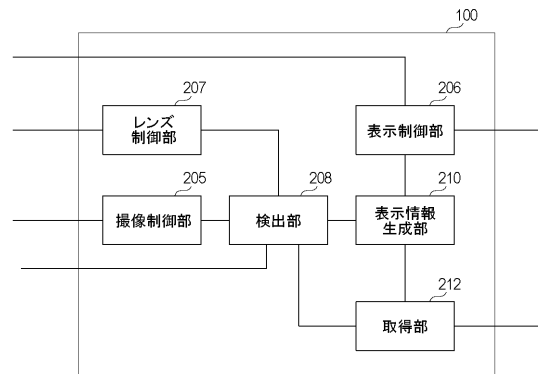 100
207
レンズ
制御部
206
表示制御部
205
撮像制御部
208
検出部
210
表示情報
生成部
212
取得部